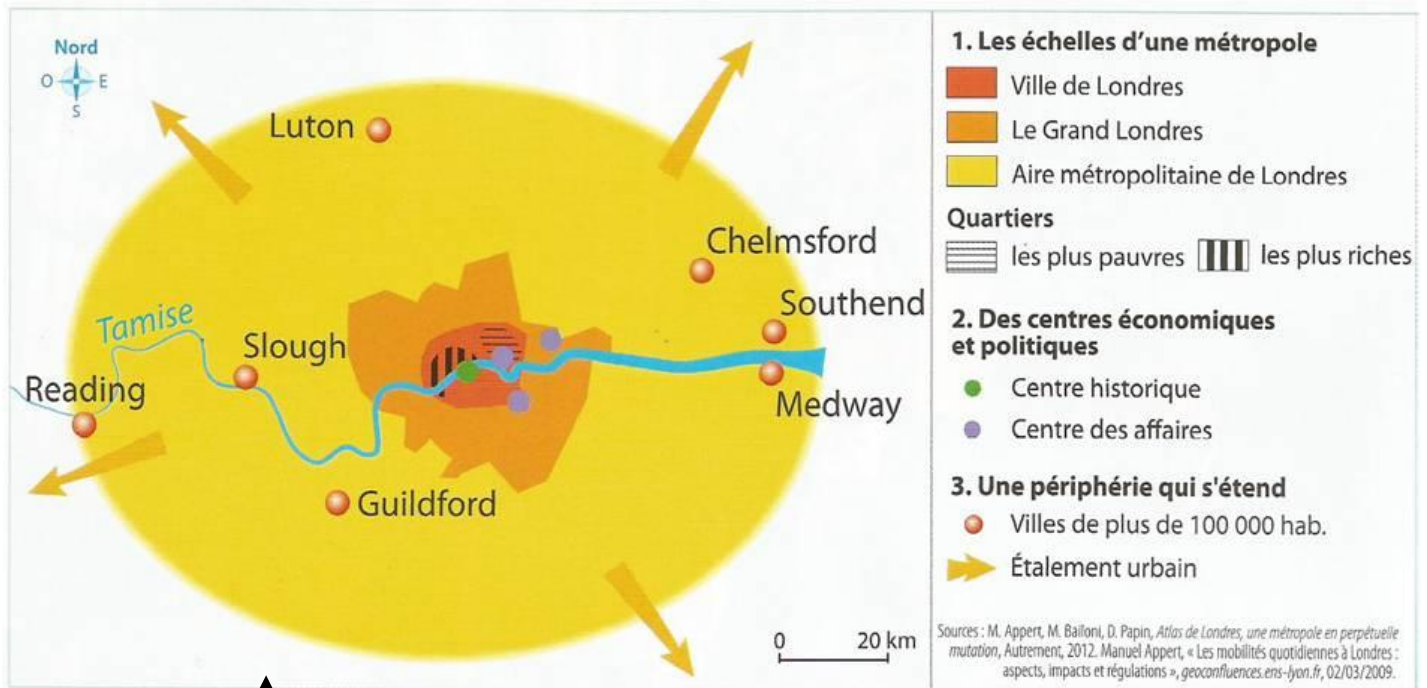 Nord
O E
S
Luton
Chelmsford
Southend
Tamise
Slough
Reading
Medway
Guildford
0 20 km
1. Les échelles d'une métropole
Ville de Londres
Le Grand Londres
Aire métropolitaine de Londres
Quartiers
les plus pauvres les plus riches
2. Des centres économiques
et politiques
Centre historique
Centre des affaires
3. Une périphérie qui s'étend
Villes de plus de 100 000 hab.
Étalement urbain
Sources : M. Appert, M. Bailoni, D. Papin, Atlas de Londres, une métropole en perpétuelle
mutation, Autrement, 2012. Manuel Appert, « Les mobilités quotidiennes à Londres :
aspects, impacts et régulations », geoconfluences.ens-lyon.fr, 02/03/2009.